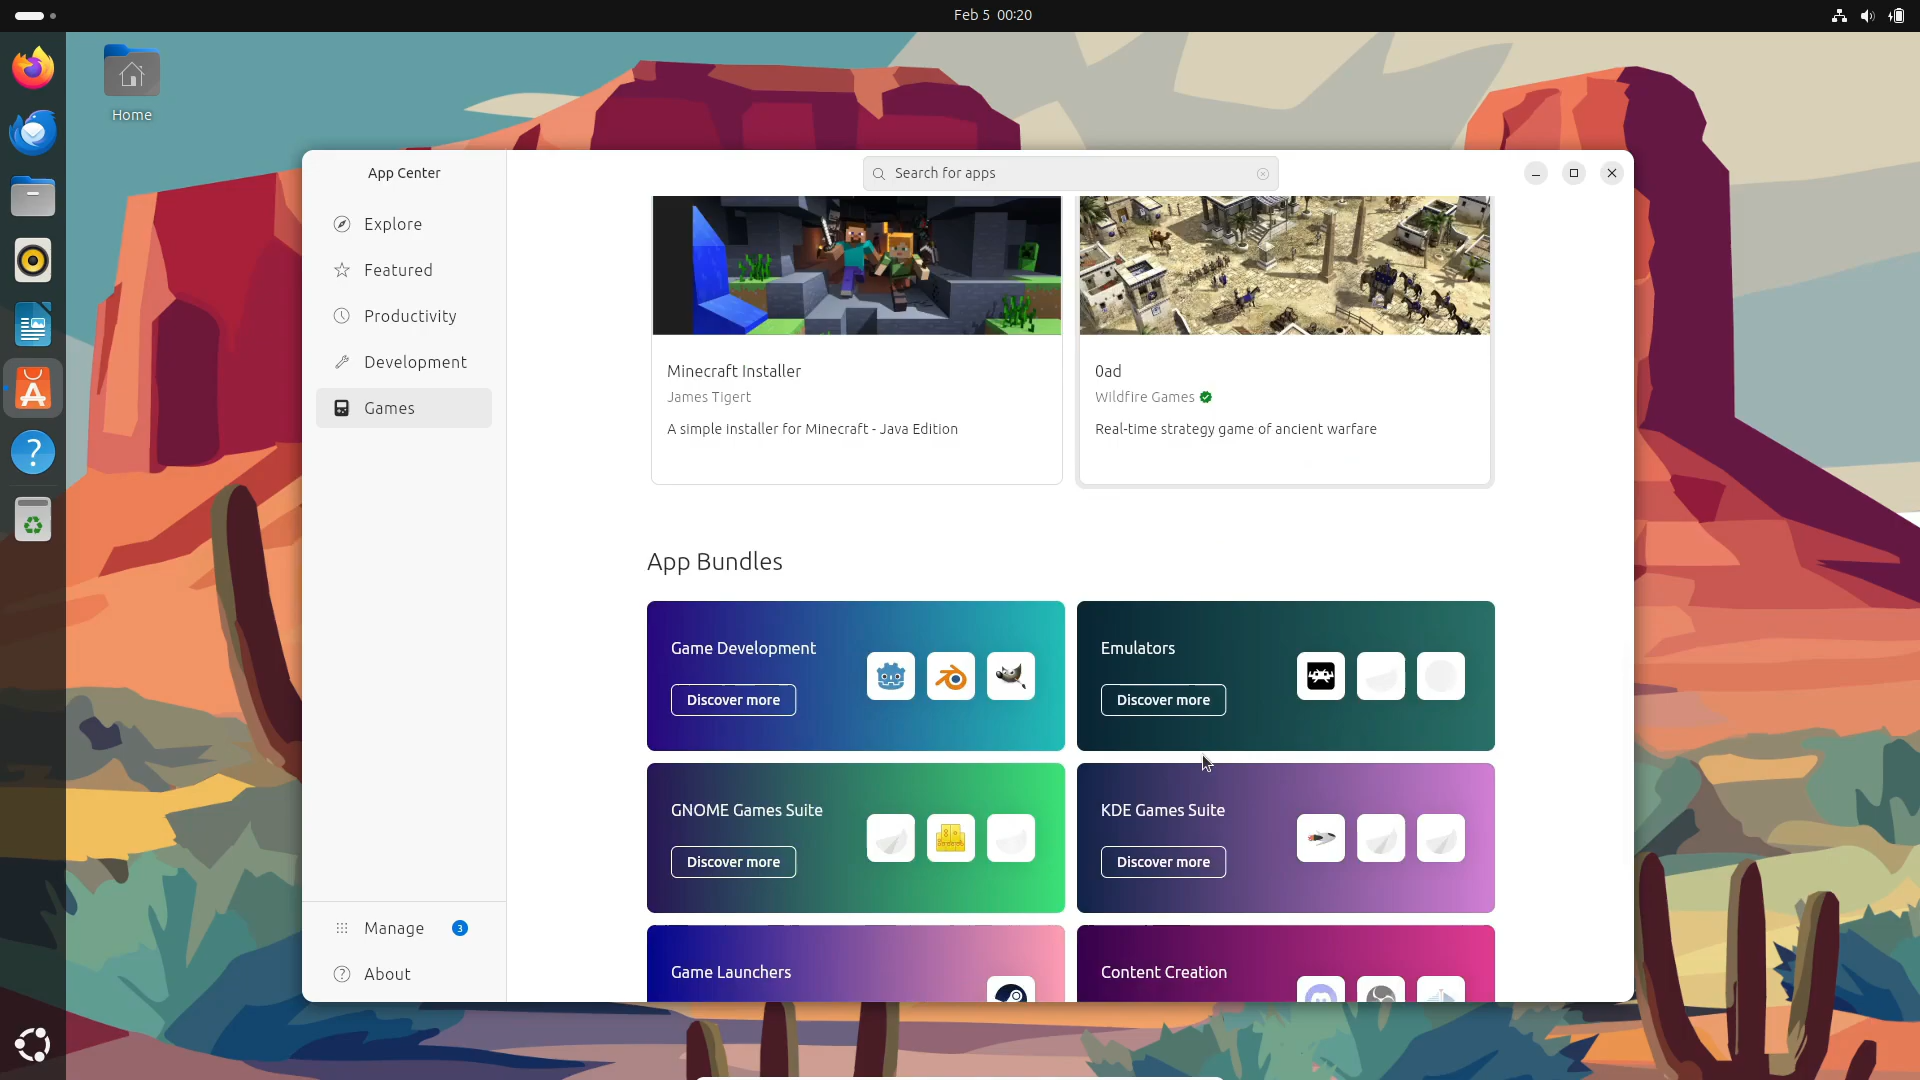 Feb 5 00:20
Home
App Center
Search for apps
Explore
Featured
Productivity
Development
Games
Manage 3
About
Minecraft Installer
James Tigert
A simple installer for Minecraft - Java Edition
0ad
Wildfire Games
Real-time strategy game of ancient warfare
App Bundles
Game Development
Discover more
Emulators
Discover more
GNOME Games Suite
Discover more
KDE Games Suite
Discover more
Game Launchers
Content Creation